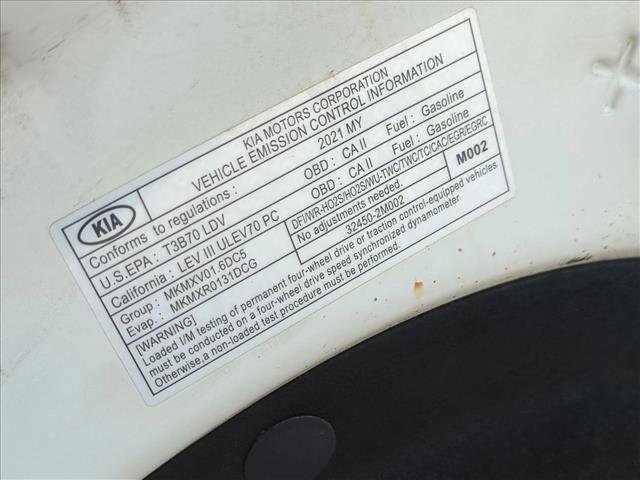 KIA
KIA MOTORS CORPORATION
VEHICLE EMISSION CONTROL INFORMATION
Conforms to regulations : 2021 MY
U.S.EPA : T3B70 LDV OBD : CA II Fuel : Gasoline
California : LEV III ULEV70 PC OBD : CA II Fuel : Gasoline
Group : MKMXV01.6DC5 DFI/WR-HO2S/HO2S/WU-TWC/TWC/TC/CAC/EGR/EGRC
Evap : MKMXR0131DCG No adjustments needed.
32450-2M002 M002
[WARNING]
Loaded I/M testing of permanent four-wheel drive or traction control-equipped vehicles
must be conducted on a four-wheel drive speed synchronized dynamometer.
Otherwise,a non-loaded test procedure must be performed.